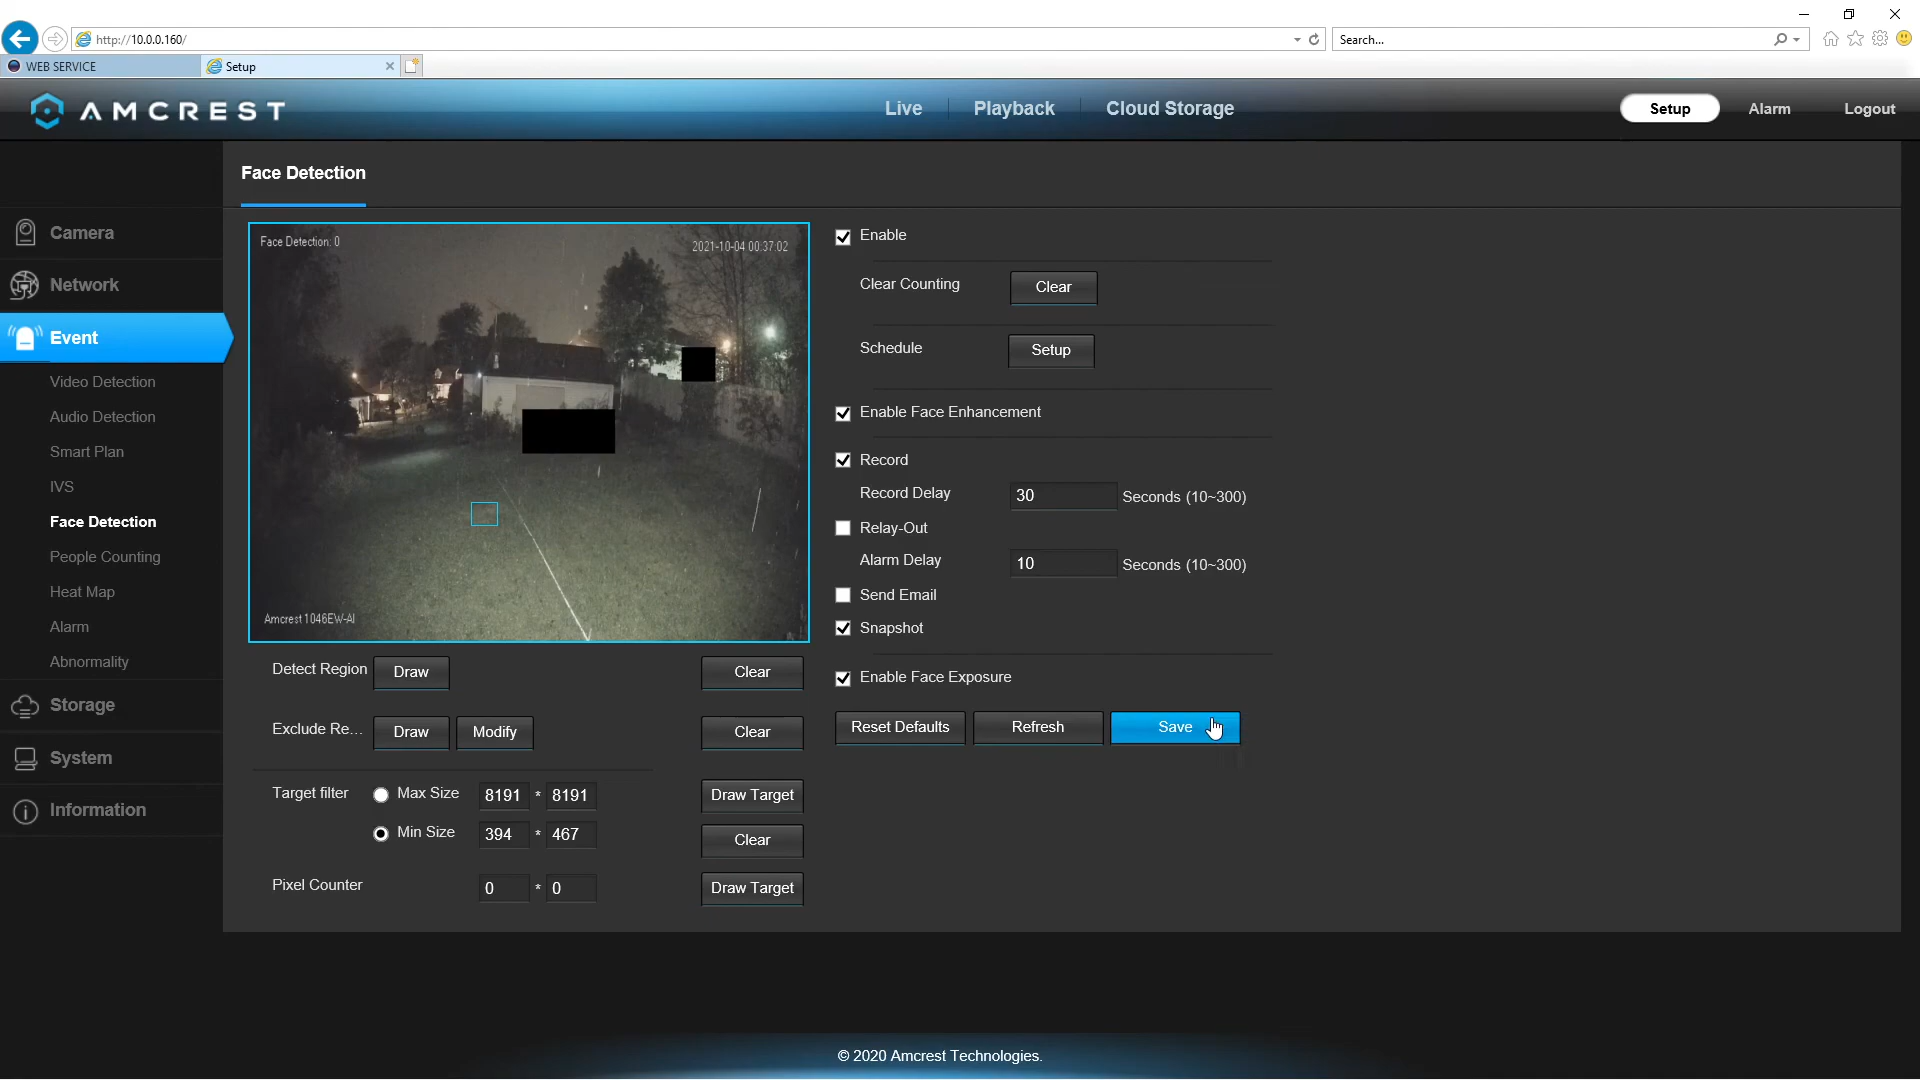 http://10.0.0.160/
Search...
WEB SERVICE
Setup
AMCREST
Live
Playback
Cloud Storage
Setup
Alarm
Logout
Face Detection
Camera
Network
Event
Video Detection
Audio Detection
Smart Plan
IVS
Face Detection
People Counting
Heat Map
Alarm
Abnormality
Storage
System
Information
Face Detection: 0
2021-10-04 00:37:02
Amcrest 1046EW-AI
Detect Region
Draw
Clear
Exclude Re...
Draw
Modify
Clear
Target filter
Max Size
8191 * 8191
Draw Target
Min Size
394 * 467
Clear
Pixel Counter
0 * 0
Draw Target
Enable
Clear Counting
Clear
Schedule
Setup
Enable Face Enhancement
Record
Record Delay
30
Seconds (10~300)
Relay-Out
Alarm Delay
10
Seconds (10~300)
Send Email
Snapshot
Enable Face Exposure
Reset Defaults
Refresh
Save
© 2020 Amcrest Technologies.